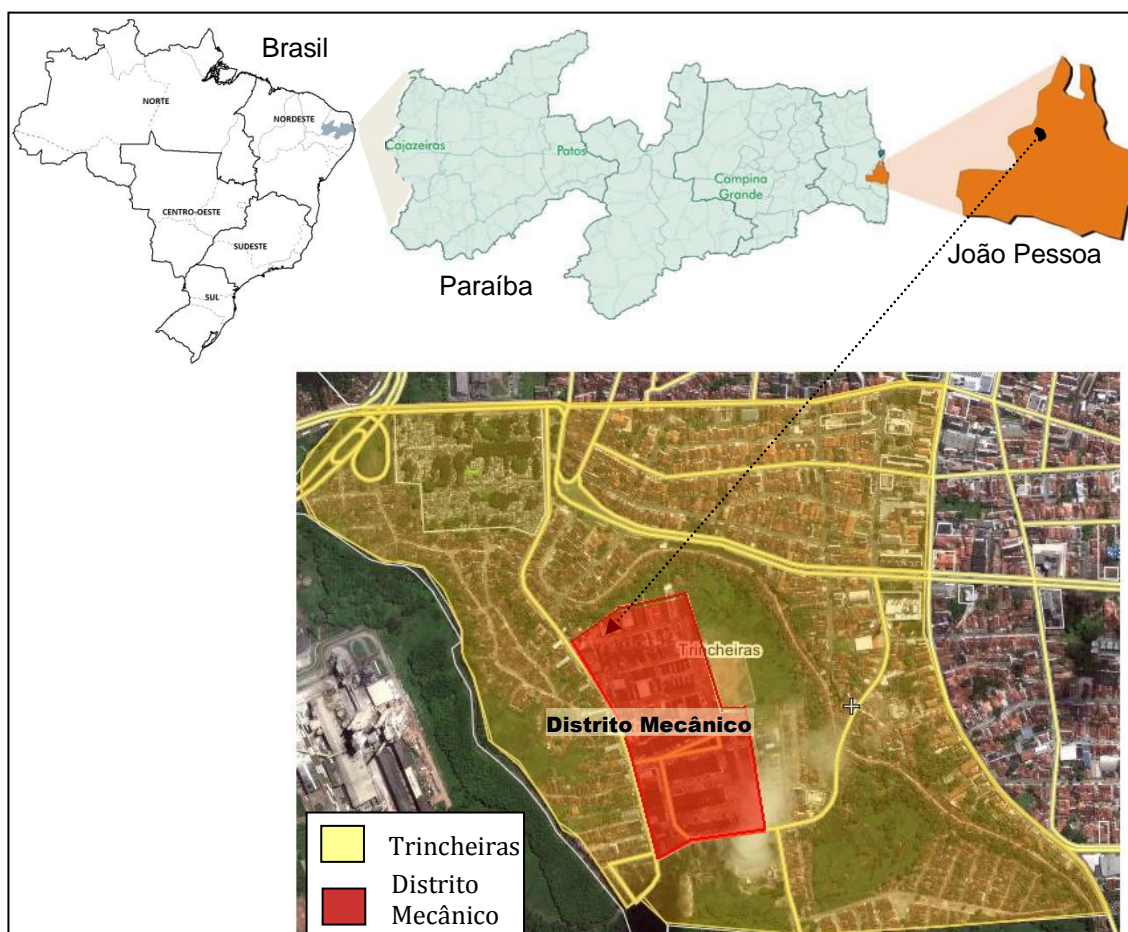 Brasil
NORTE
NORDESTE
CENTRO-OESTE
SUDESTE
SUL
Cajazeiras
Patos
Campina
Grande
Paraíba
João Pessoa
Trincheiras
Distrito Mecânico
Trincheiras
Distrito
Mecânico